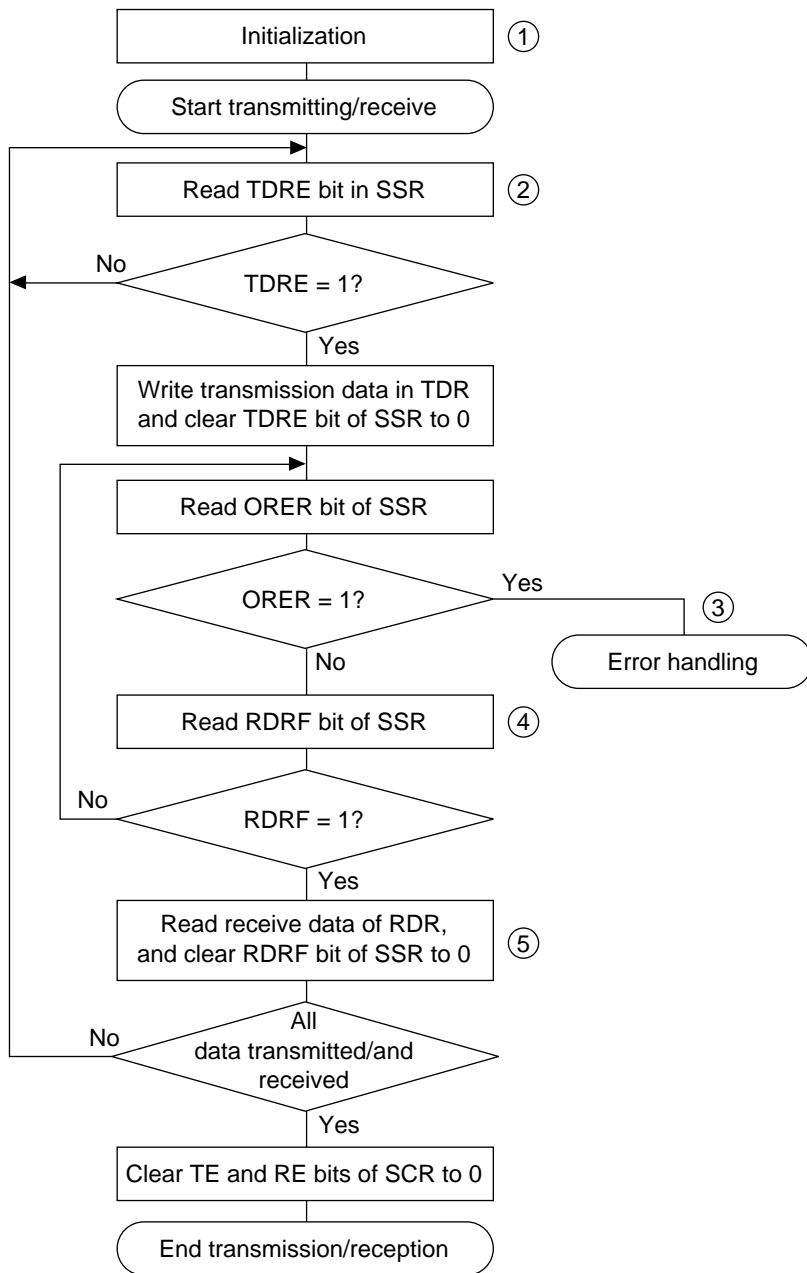 Initialization
①
Start transmitting/receive
Read TDRE bit in SSR
②
No
TDRE = 1?
Yes
Write transmission data in TDR
and clear TDRE bit of SSR to 0
Read ORER bit of SSR
Yes
ORER = 1?
③
No
Error handling
Read RDRF bit of SSR
④
No
RDRF = 1?
Yes
Read receive data of RDR,
and clear RDRF bit of SSR to 0
⑤
All
No
data transmitted/and
received
Yes
Clear TE and RE bits of SCR to 0
End transmission/reception